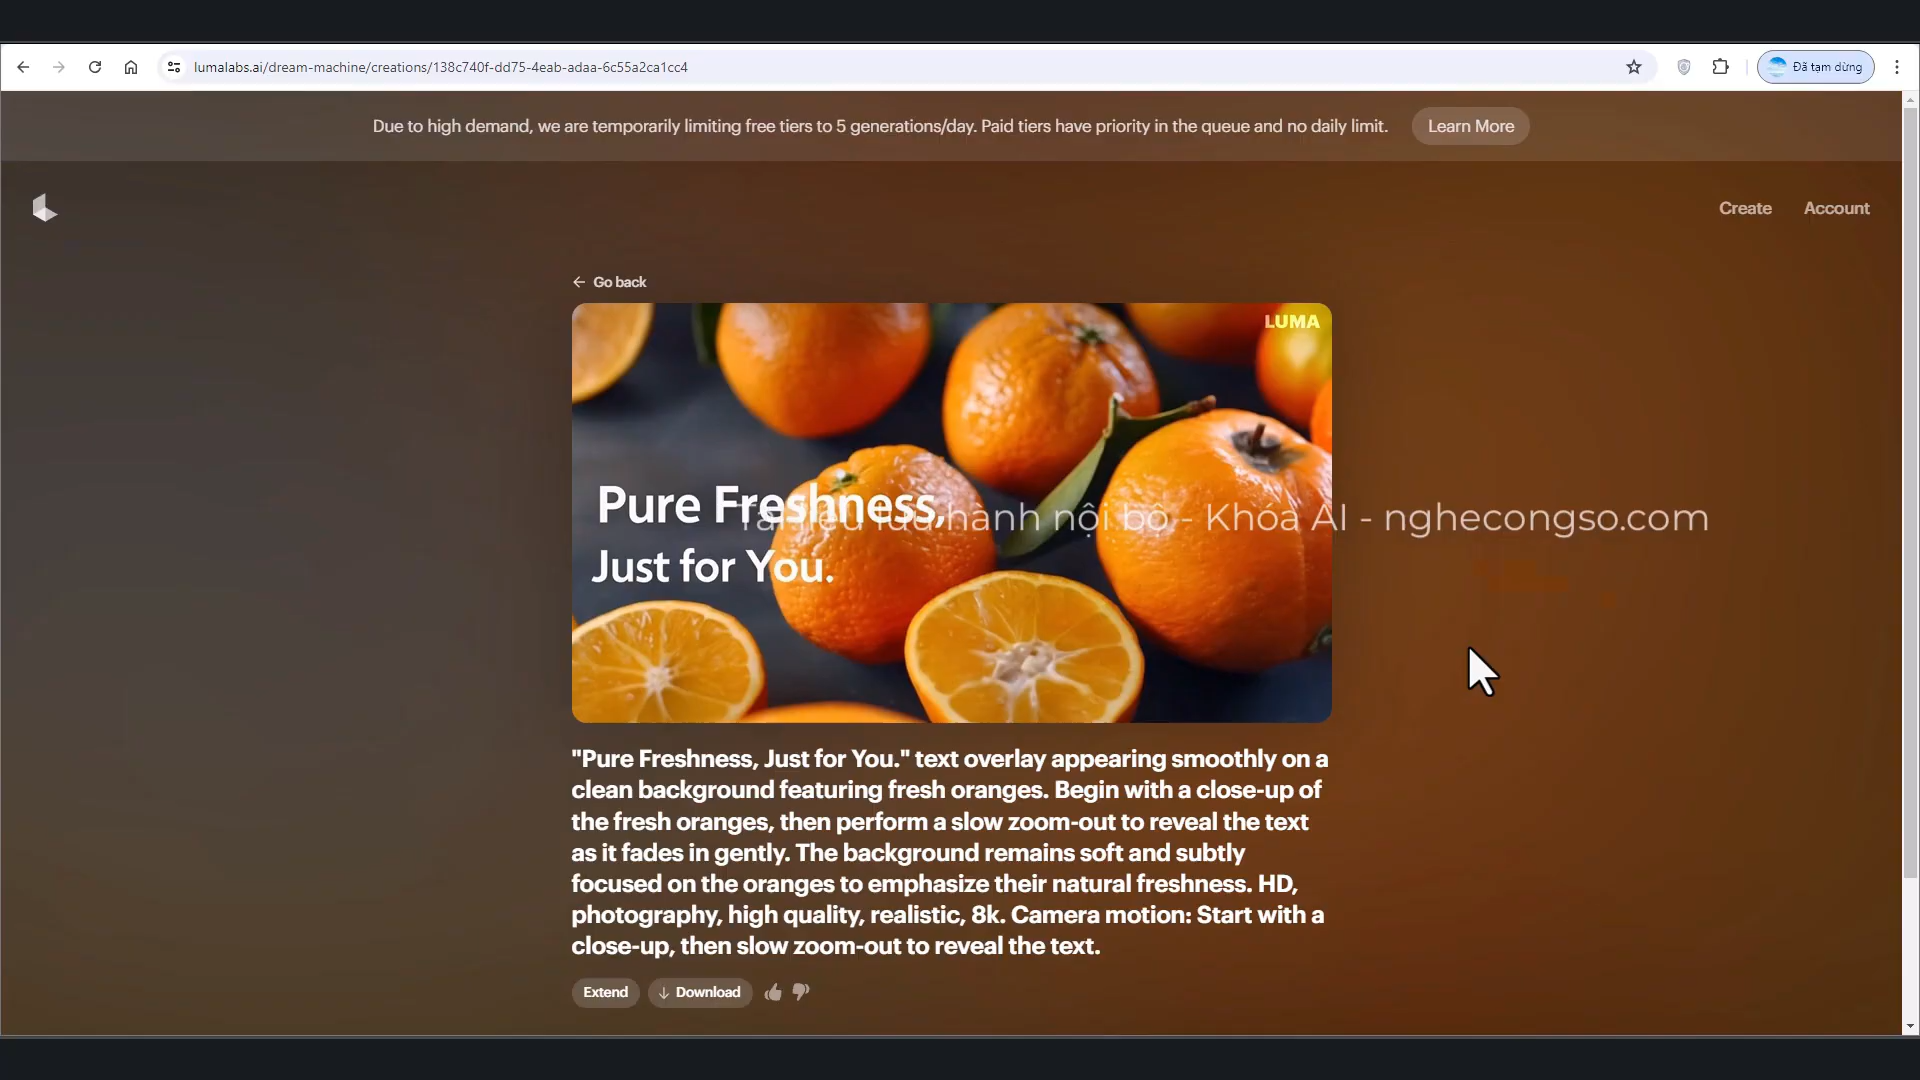 lumalabs.ai/dream-machine/creations/138c740f-dd75-4eab-adaa-6c55a2ca1cc4
Đã tạm dừng
Due to high demand, we are temporarily limiting free tiers to 5 generations/day. Paid tiers have priority in the queue and no daily limit.
Learn More
Create
Account
Go back
LUMA
Pure Freshness,
Just for You.
Tài liệu lưu hành nội bộ - Khóa AI - nghecongso.com
"Pure Freshness, Just for You." text overlay appearing smoothly on a
clean background featuring fresh oranges. Begin with a close-up of
the fresh oranges, then perform a slow zoom-out to reveal the text
as it fades in gently. The background remains soft and subtly
focused on the oranges to emphasize their natural freshness. HD,
photography, high quality, realistic, 8k. Camera motion: Start with a
close-up, then slow zoom-out to reveal the text.
Extend
Download